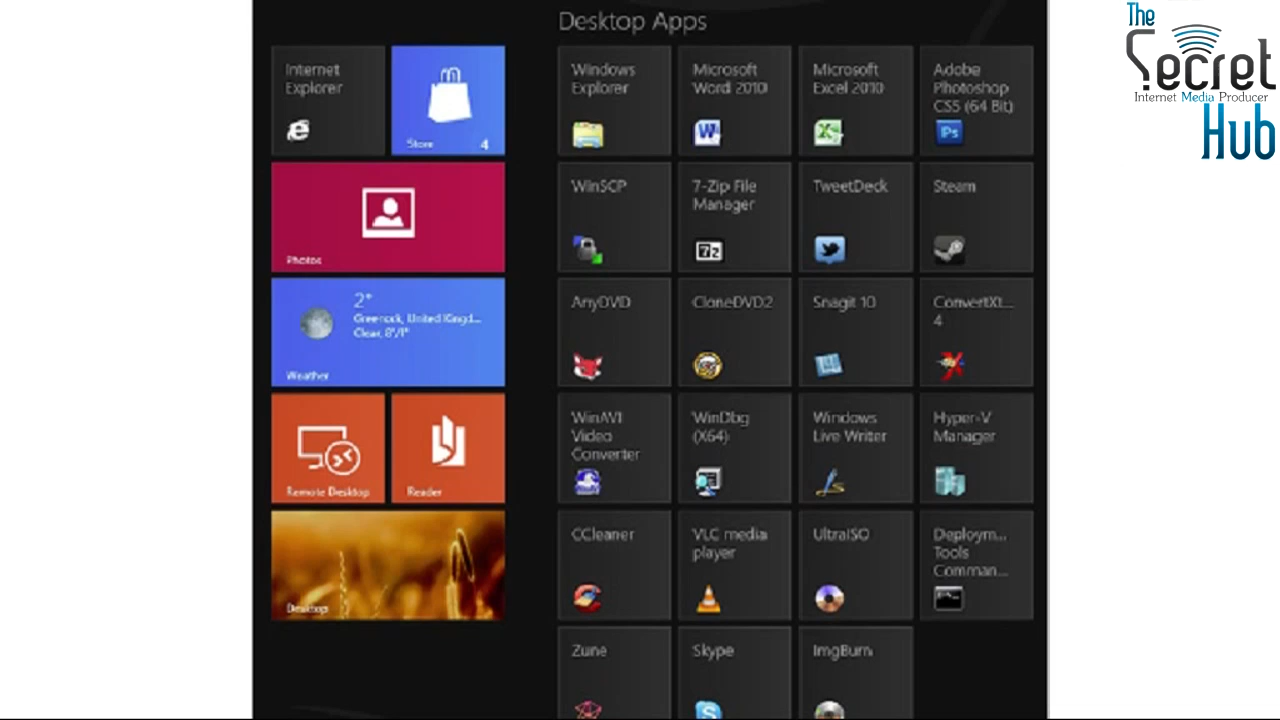 Desktop Apps
The
Secret
Internet Media Producer
Hub
Internet
Explorer
Store
4
Photos
2°
Greenock, United Kingd...
Clear, 8°/1°
Weather
Remote Desktop
Reader
Desktop
Windows
Explorer
Microsoft
Word 2010
W
Microsoft
Excel 2010
X
Adobe
Photoshop
CS5 (64 Bit)
Ps
WinSCP
7-Zip File
Manager
7z
TweetDeck
Steam
AnyDVD
CloneDVD2
Snagit 10
ConvertXt...
4
WinAVI
Video
Converter
WinDbg
(X64)
Windows
Live Writer
Hyper-V
Manager
CCleaner
VLC media
player
UltraISO
Deploym...
Tools
Comman...
Zune
Skype
S
ImgBurn